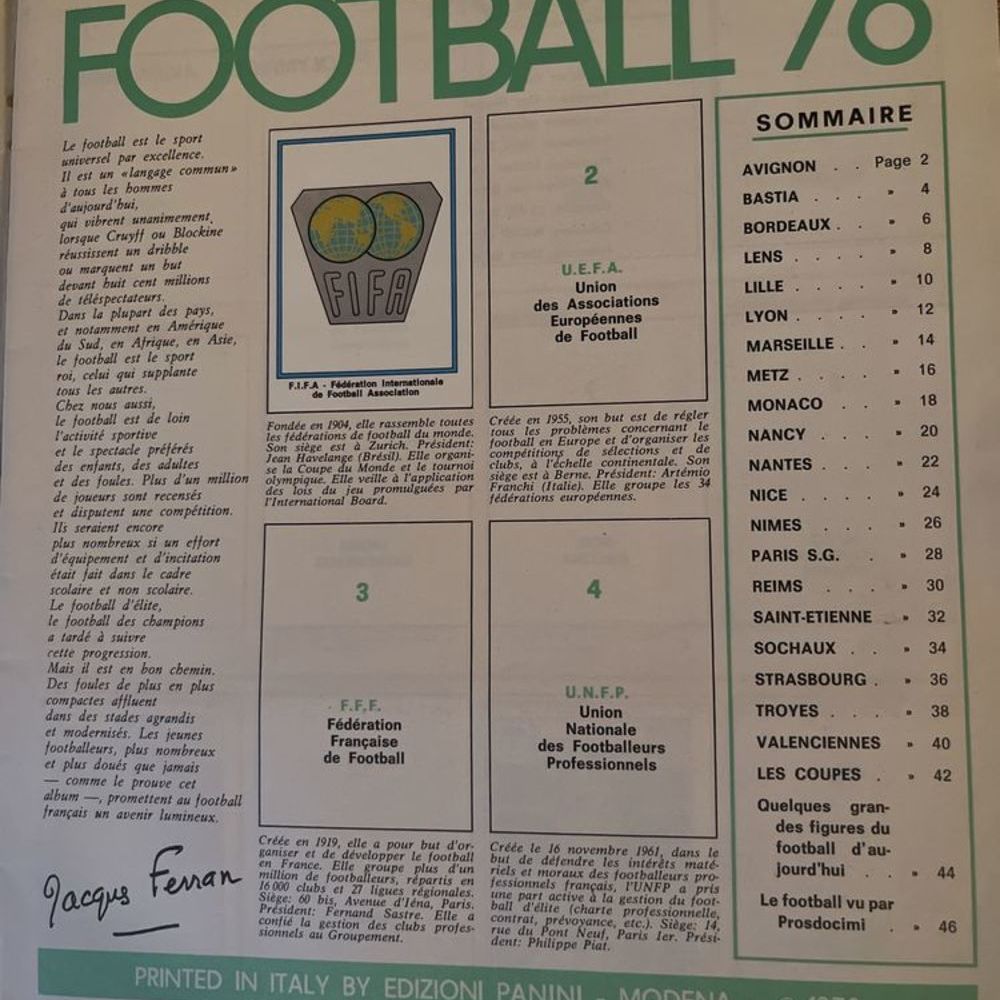 FOOTBALL 76
Le football est le sport
universel par excellence.
Il est un «langage commun»
à tous les hommes
d'aujourd'hui,
qui vibrent unanimement
lorsque Cruyff ou Blockine
réussissent un dribble
ou marquent un but
devant huit cent millions
de téléspectateurs.
Dans la plupart des pays,
et notamment en Amérique
du Sud, en Afrique, en Asie,
le football est le sport
roi, celui qui supplante
tous les autres.
Chez nous aussi,
le football est de loin
l'activité sportive
et le spectacle préférés
des enfants, des adultes
et des foules. Plus d'un million
de joueurs sont recensés
et disputent une compétition.
Ils seraient encore
plus nombreux si un effort
d'équipement et d'incitation
était fait dans le cadre
scolaire et non scolaire.
Le football d'élite,
le football des champions
a tardé à suivre
cette progression.
Mais il est en bon chemin.
Des foules de plus en plus
compactes affluent
dans des stades agrandis
et modernisés. Les jeunes
footballeurs, plus nombreux
et plus doués que jamais
— comme le prouve cet
album —, promettent au football
français un avenir lumineux.
Jacques Ferran
FIFA
F.I.F.A - Fédération Internationale
de Football Association
Fondée en 1904, elle rassemble toutes
les fédérations de football du monde.
Son siège est à Zurich. Président:
Jean Havelange (Brésil). Elle organi-
se la Coupe du Monde et le tournoi
olympique. Elle veille à l'application
des lois du jeu promulguées par
l'International Board.
2
U.E.F.A.
Union
des Associations
Européennes
de Football
Créée en 1955, son but est de régler
tous les problèmes concernant le
football en Europe et d'organiser les
compétitions de sélections et de
clubs, à l'échelle continentale. Son
siège est à Berne. Président: Artémio
Franchi (Italie). Elle groupe les 34
fédérations européennes.
3
F.F.F.
Fédération
Française
de Football
Créée en 1919, elle a pour but d'or-
ganiser et de développer le football
en France. Elle groupe plus d'un
million de footballeurs, répartis en
16 000 clubs et 27 ligues régionales.
Siège: 60 bis, Avenue d'Iéna, Paris.
Président: Fernand Sastre. Elle a
confié la gestion des clubs profes-
sionnels au Groupement.
4
U.N.F.P.
Union
Nationale
des Footballeurs
Professionnels
Créée le 16 novembre 1961, dans le
but de défendre les intérêts maté-
riels et moraux des footballeurs pro-
fessionnels français, l'UNFP a pris
une part active à la gestion du foot-
ball d'élite (charte professionnelle,
contrat, prévoyance, etc.). Siège: 14,
rue du Pont Neuf, Paris 1er. Prési-
dent: Philippe Piat.
SOMMAIRE
AVIGNON . . Page 2
BASTIA . . . » 4
BORDEAUX . . » 6
LENS . . . . » 8
LILLE . . . . » 10
LYON . . . . » 12
MARSEILLE . . » 14
METZ . . . . » 16
MONACO . . » 18
NANCY . . . » 20
NANTES . . . » 22
NICE . . . . » 24
NIMES . . . » 26
PARIS S.G. . » 28
REIMS . . . » 30
SAINT-ETIENNE » 32
SOCHAUX . . » 34
STRASBOURG . » 36
TROYES . . . » 38
VALENCIENNES » 40
LES COUPES . » 42
Quelques gran-
des figures du
football d'au-
jourd'hui . . » 44
Le football vu par
Prosdocimi . » 46
PRINTED IN ITALY BY EDIZIONI PANINI - MODENA